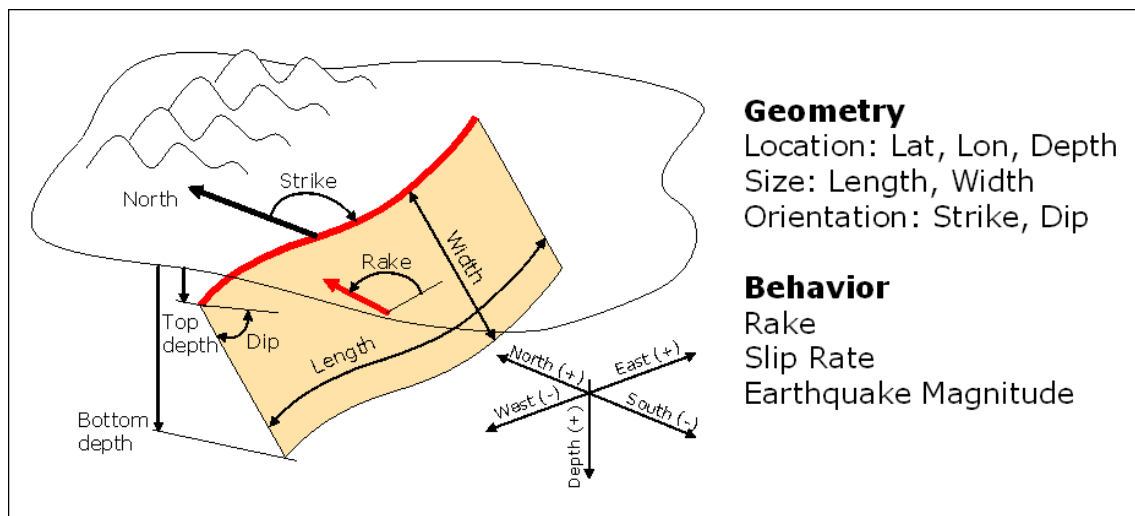 North
Strike
Rake
Width
Top
depth
Dip
Length
Bottom
depth
North (+)
East (+)
West (-)
South (-)
Depth (+)
Geometry
Location: Lat, Lon, Depth
Size: Length, Width
Orientation: Strike, Dip
Behavior
Rake
Slip Rate
Earthquake Magnitude